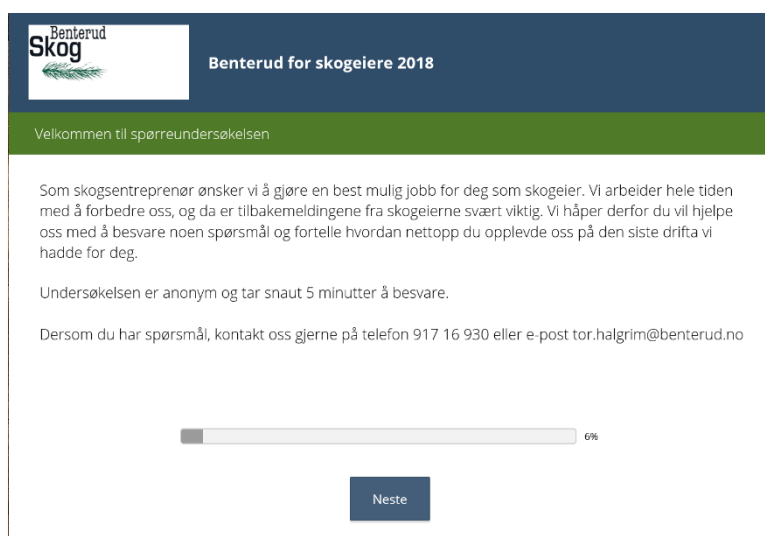 Benterud
Skog
Benterud for skogeiere 2018
Velkommen til spørreundersøkelsen
Som skogsentreprenør ønsker vi å gjøre en best mulig jobb for deg som skogeier. Vi arbeider hele tiden
med å forbedre oss, og da er tilbakemeldingene fra skogeierne svært viktig. Vi håper derfor du vil hjelpe
oss med å besvare noen spørsmål og fortelle hvordan nettopp du opplevde oss på den siste drifta vi
hadde for deg.
Undersøkelsen er anonym og tar snaut 5 minutter å besvare.
Dersom du har spørsmål, kontakt oss gjerne på telefon 917 16 930 eller e-post tor.halgrim@benterud.no
6%
Neste